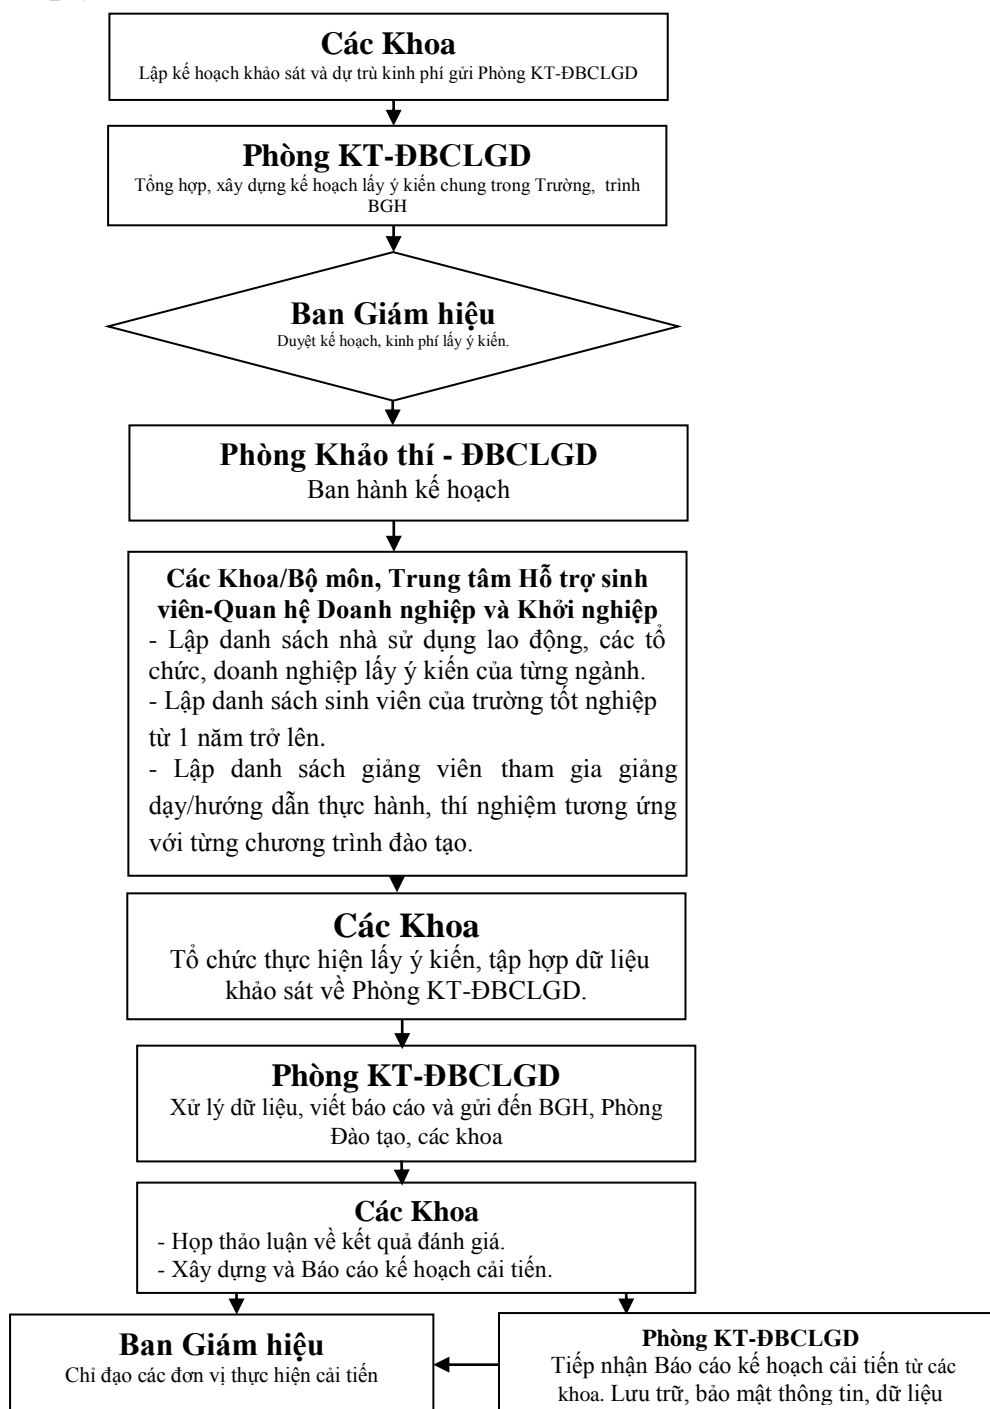 Các Khoa
Lập kế hoạch khảo sát và dự trù kinh phí gửi Phòng KT-ĐBCLGD
Phòng KT-ĐBCLGD
Tổng hợp, xây dựng kế hoạch lấy ý kiến chung trong Trường, trình
BGH
Ban Giám hiệu
Duyệt kế hoạch, kinh phí lấy ý kiến.
Phòng Khảo thí - ĐBCLGD
Ban hành kế hoạch
Các Khoa/Bộ môn, Trung tâm Hỗ trợ sinh
viên-Quan hệ Doanh nghiệp và Khởi nghiệp
- Lập danh sách nhà sử dụng lao động, các tổ
chức, doanh nghiệp lấy ý kiến của từng ngành.
- Lập danh sách sinh viên của trường tốt nghiệp
từ 1 năm trở lên.
- Lập danh sách giảng viên tham gia giảng
dạy/hướng dẫn thực hành, thí nghiệm tương ứng
với từng chương trình đào tạo.
Các Khoa
Tổ chức thực hiện lấy ý kiến, tập hợp dữ liệu
khảo sát về Phòng KT-ĐBCLGD.
Phòng KT-ĐBCLGD
Xử lý dữ liệu, viết báo cáo và gửi đến BGH, Phòng
Đào tạo, các khoa
Các Khoa
- Họp thảo luận về kết quả đánh giá.
- Xây dựng và Báo cáo kế hoạch cải tiến.
Ban Giám hiệu
Chỉ đạo các đơn vị thực hiện cải tiến
Phòng KT-ĐBCLGD
Tiếp nhận Báo cáo kế hoạch cải tiến từ các
khoa. Lưu trữ, bảo mật thông tin, dữ liệu